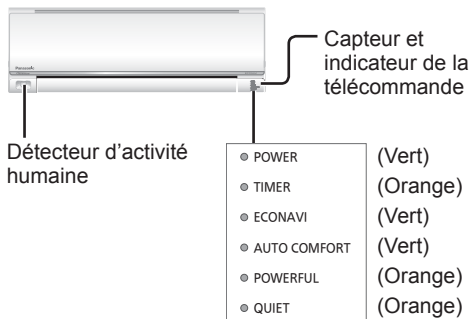 Panasonic
Capteur et
indicateur de la
télécommande
Détecteur d'activité
humaine
POWER (Vert)
TIMER (Orange)
ECONAVI (Vert)
AUTO COMFORT (Vert)
POWERFUL (Orange)
QUIET (Orange)